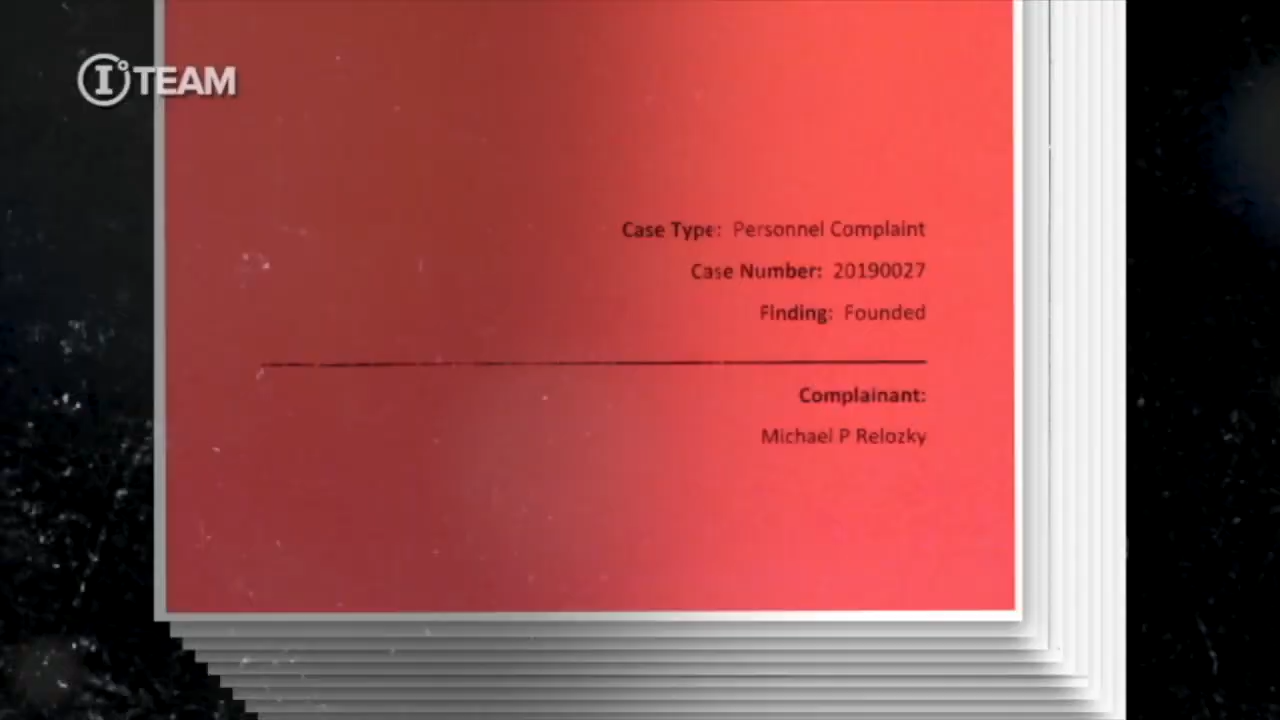 I TEAM
Case Type: Personnel Complaint
Case Number: 20190027
Finding: Founded
Complainant:
Michael P Relozky